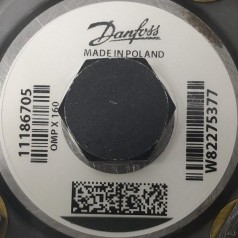 Danfoss
MADE IN POLAND
11186705
OMP X 160
W82275377